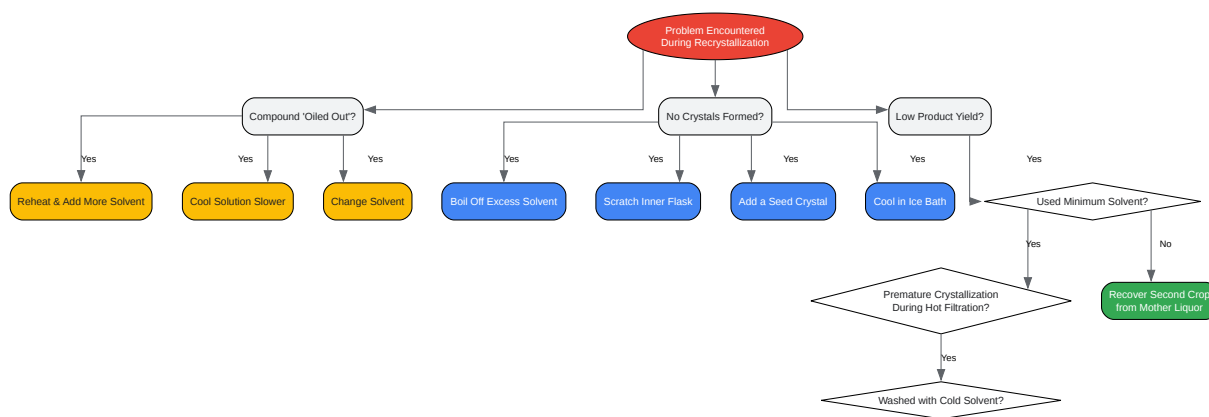 Problem Encountered
During Recrystallization
Compound 'Oiled Out'?
No Crystals Formed?
Low Product Yield?
Yes
Yes
Yes
Yes
Yes
Yes
Yes
Yes
Reheat & Add More Solvent
Cool Solution Slower
Change Solvent
Boil Off Excess Solvent
Scratch Inner Flask
Add a Seed Crystal
Cool in Ice Bath
Used Minimum Solvent?
Yes
No
Premature Crystallization
During Hot Filtration?
Recover Second Crop
from Mother Liquor
Yes
Washed with Cold Solvent?